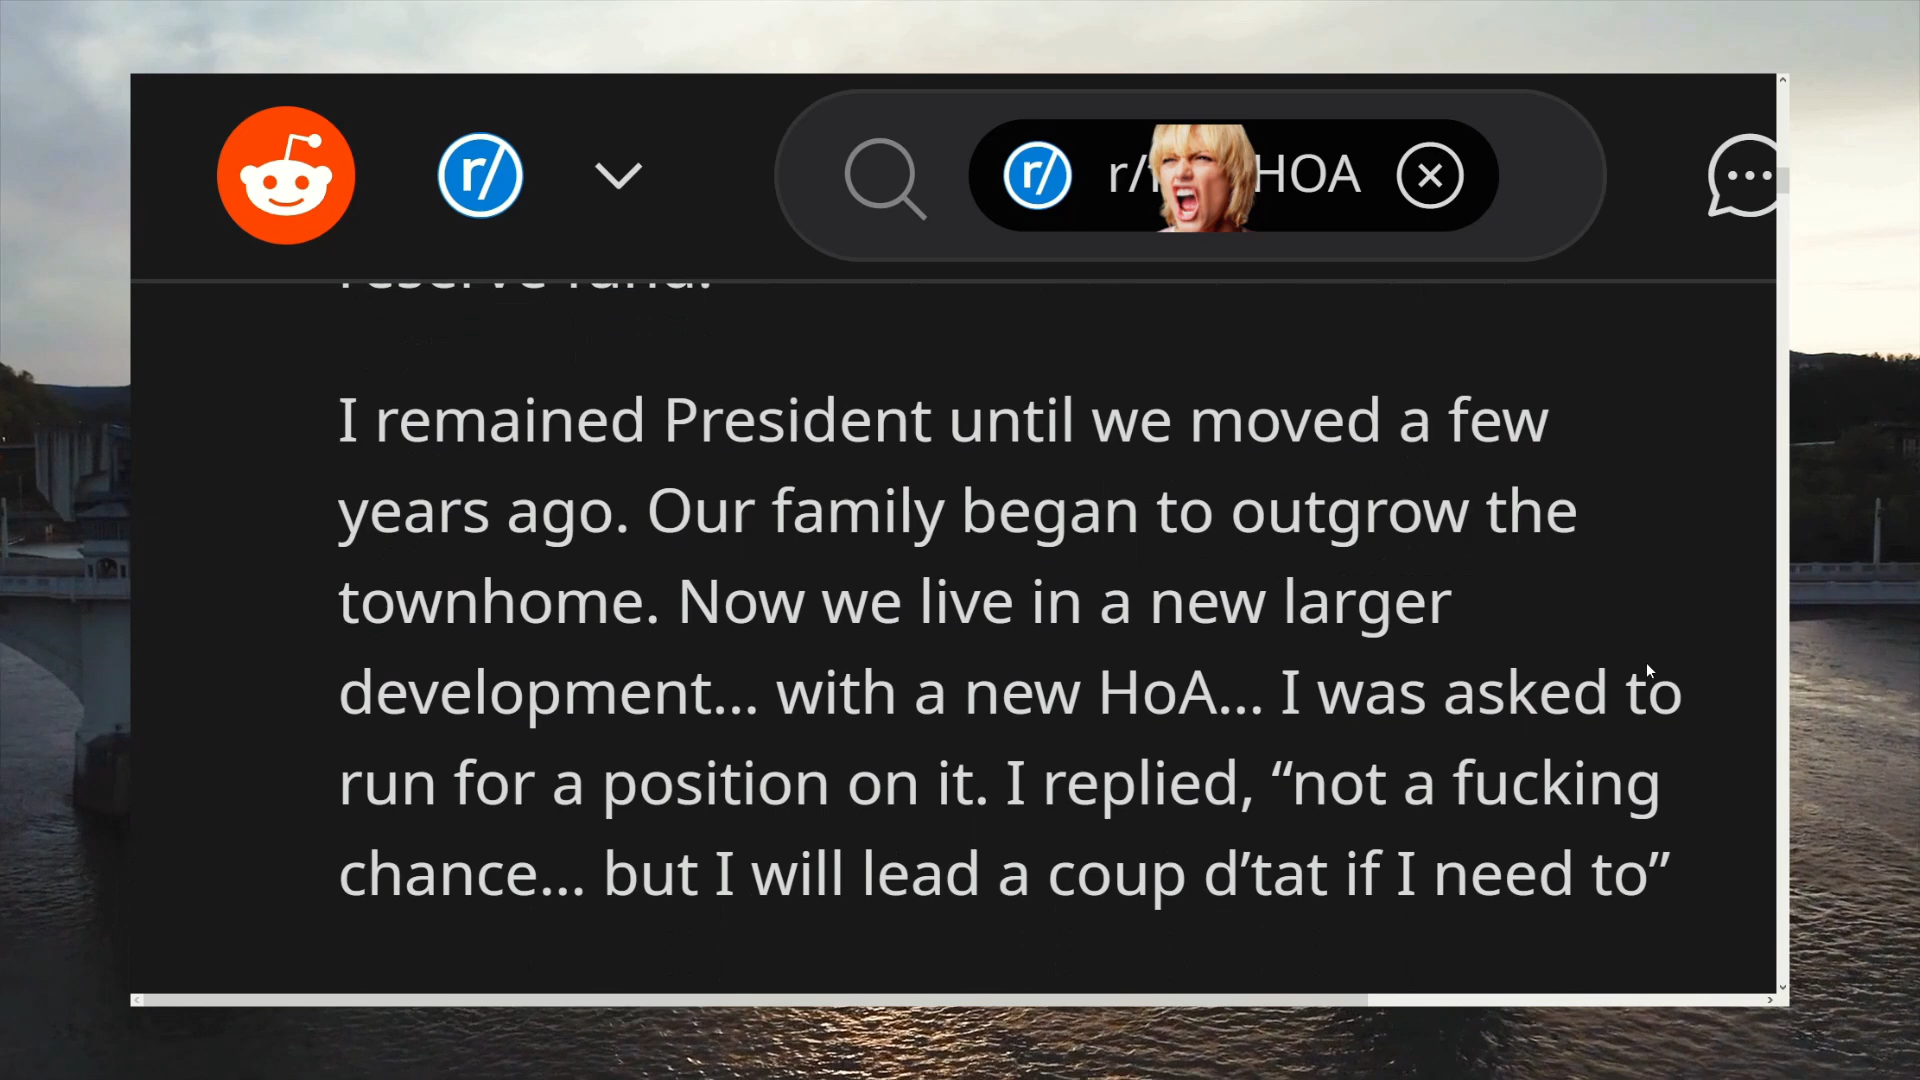 r/ HOA
reserve fund.
I remained President until we moved a few
years ago. Our family began to outgrow the
townhome. Now we live in a new larger
development... with a new HoA... I was asked to
run for a position on it. I replied, “not a fucking
chance... but I will lead a coup d’tat if I need to”